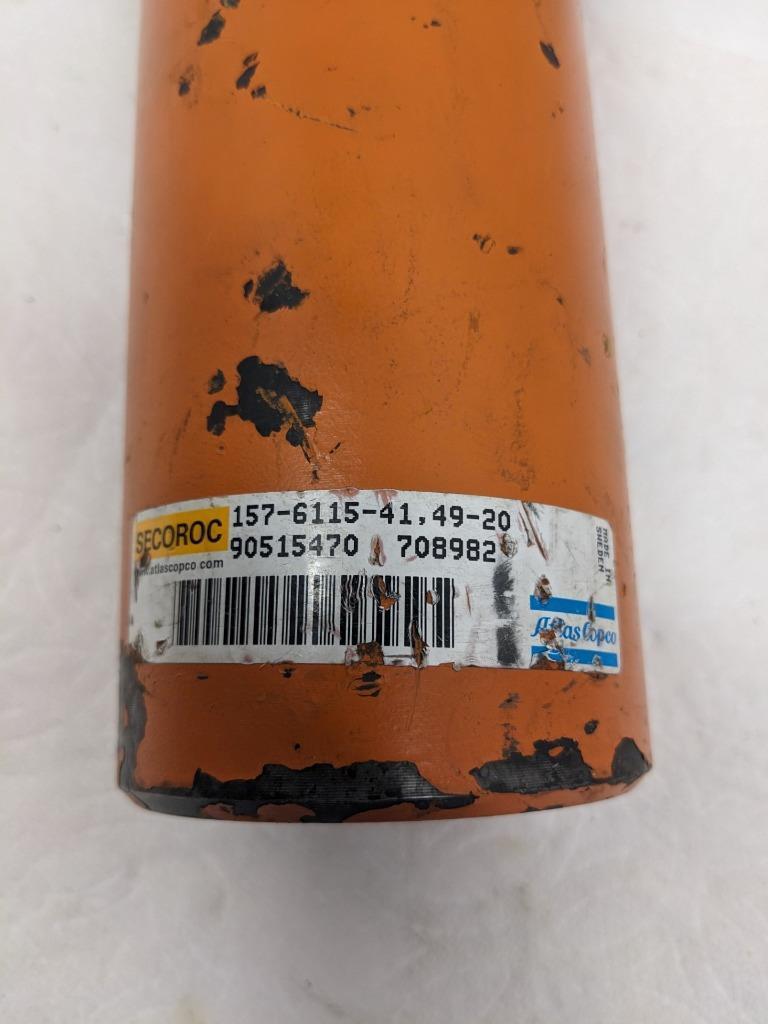 SECOROC
157-6115-41,49-20
90515470 708982
www.atlascopco.com
MADE IN
SWEDEN
Atlas Copco